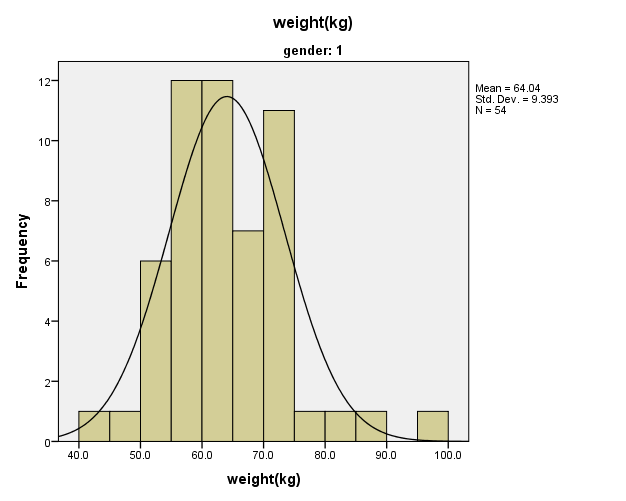 weight(kg)
gender: 1
Mean = 64.04
Std. Dev. = 9.393
N = 54
Frequency
12
10
8
6
4
2
0
40.0 50.0 60.0 70.0 80.0 90.0 100.0
weight(kg)